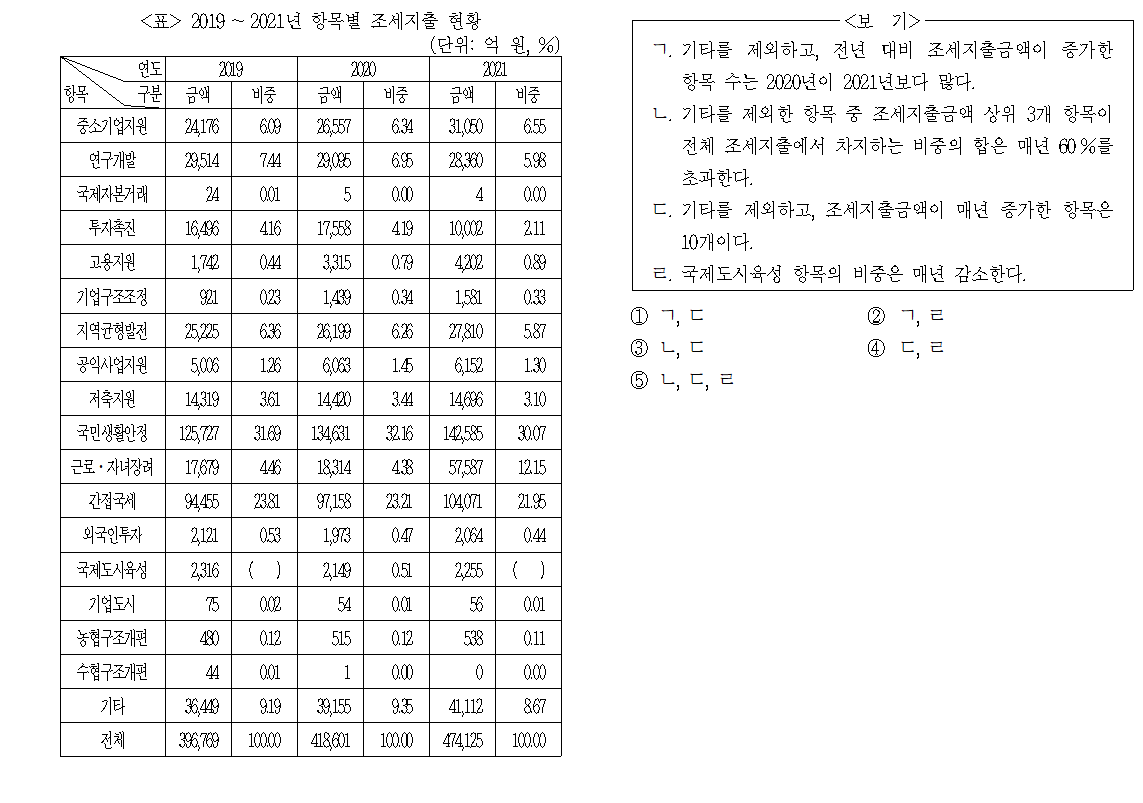 <표> 2019 ~ 2021년 항목별 조세지출 현황
(단위: 억 원, %)
연도 2019 2020 2021
항목 구분 금액 비중 금액 비중 금액 비중
중소기업지원 24,176 6.09 26,557 6.34 31,050 6.55
연구개발 29,514 7.44 29,095 6.95 28,360 5.98
국제자본거래 24 0.01 5 0.00 4 0.00
투자촉진 16,496 4.16 17,558 4.19 10,002 2.11
고용지원 1,742 0.44 3,315 0.79 4,202 0.89
기업구조조정 921 0.23 1,439 0.34 1,581 0.33
지역균형발전 25,225 6.36 26,199 6.26 27,810 5.87
공익사업지원 5,006 1.26 6,063 1.45 6,152 1.30
저축지원 14,319 3.61 14,420 3.44 14,696 3.10
국민생활안정 125,727 31.69 134,631 32.16 142,585 30.07
근로·자녀장려 17,679 4.46 18,314 4.38 57,587 12.15
간접국세 94,455 23.81 97,158 23.21 104,071 21.95
외국인투자 2,121 0.53 1,973 0.47 2,064 0.44
국제도시육성 2,316 ( ) 2,149 0.51 2,255 ( )
기업도시 75 0.02 54 0.01 56 0.01
농협구조개편 480 0.12 515 0.12 538 0.11
수협구조개편 44 0.01 1 0.00 0 0.00
기타 36,449 9.19 39,155 9.35 41,112 8.67
전체 396,769 100.00 418,601 100.00 474,125 100.00
<보 기>
ㄱ. 기타를 제외하고, 전년 대비 조세지출금액이 증가한
항목 수는 2020년이 2021년보다 많다.
ㄴ. 기타를 제외한 항목 중 조세지출금액 상위 3개 항목이
전체 조세지출에서 차지하는 비중의 합은 매년 60 %를
초과한다.
ㄷ. 기타를 제외하고, 조세지출금액이 매년 증가한 항목은
10개이다.
ㄹ. 국제도시육성 항목의 비중은 매년 감소한다.
① ㄱ, ㄷ ② ㄱ, ㄹ
③ ㄴ, ㄷ ④ ㄷ, ㄹ
⑤ ㄴ, ㄷ, ㄹ